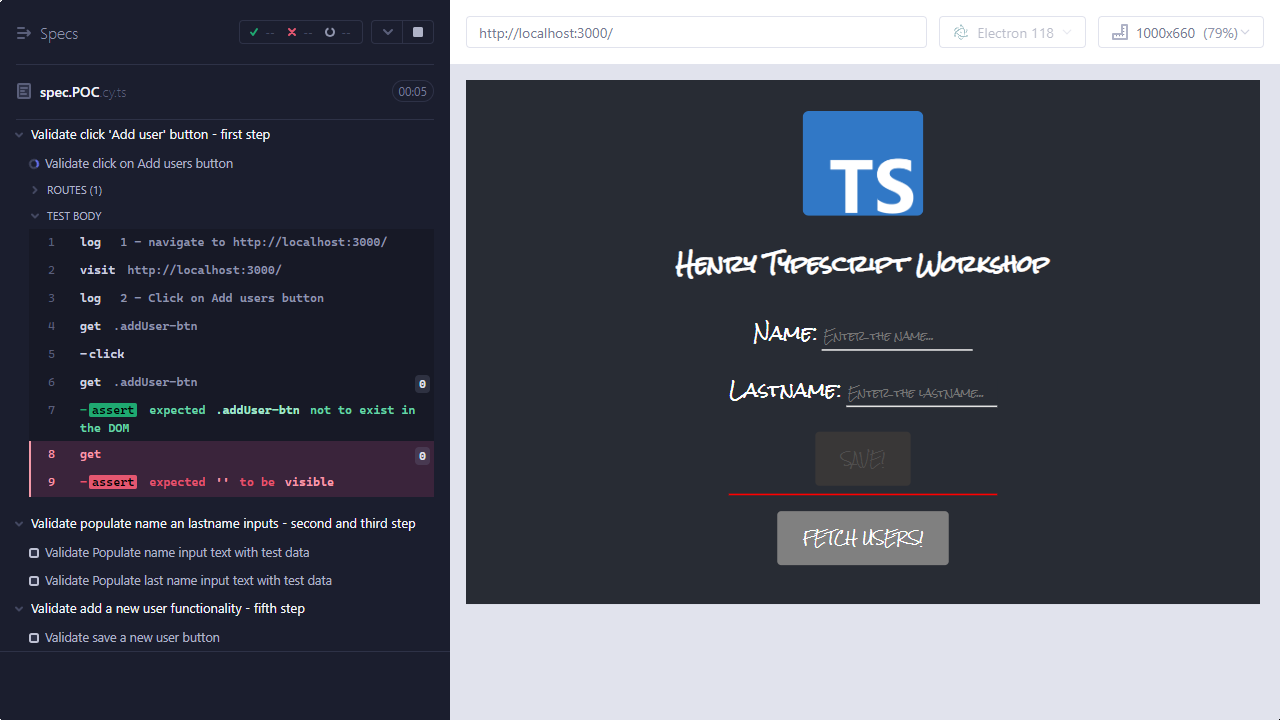 Specs
-- -- --
spec.POC cy.ts 00:05
Validate click 'Add user' button - first step
Validate click on Add users button
ROUTES (1)
TEST BODY
1 log 1 - navigate to http://localhost:3000/
2 visit http://localhost:3000/
3 log 2 - Click on Add users button
4 get .addUser-btn
5 -click
6 get .addUser-btn 0
7 -assert expected .addUser-btn not to exist in
the DOM
8 get 0
9 -assert expected '' to be visible
Validate populate name an lastname inputs - second and third step
Validate Populate name input text with test data
Validate Populate last name input text with test data
Validate add a new user functionality - fifth step
Validate save a new user button
http://localhost:3000/
Electron 118
1000x660 (79%)
TS
Henry Typescript Workshop
Name: Enter the name...
Lastname: Enter the lastname...
SAVE!
FETCH USERS!